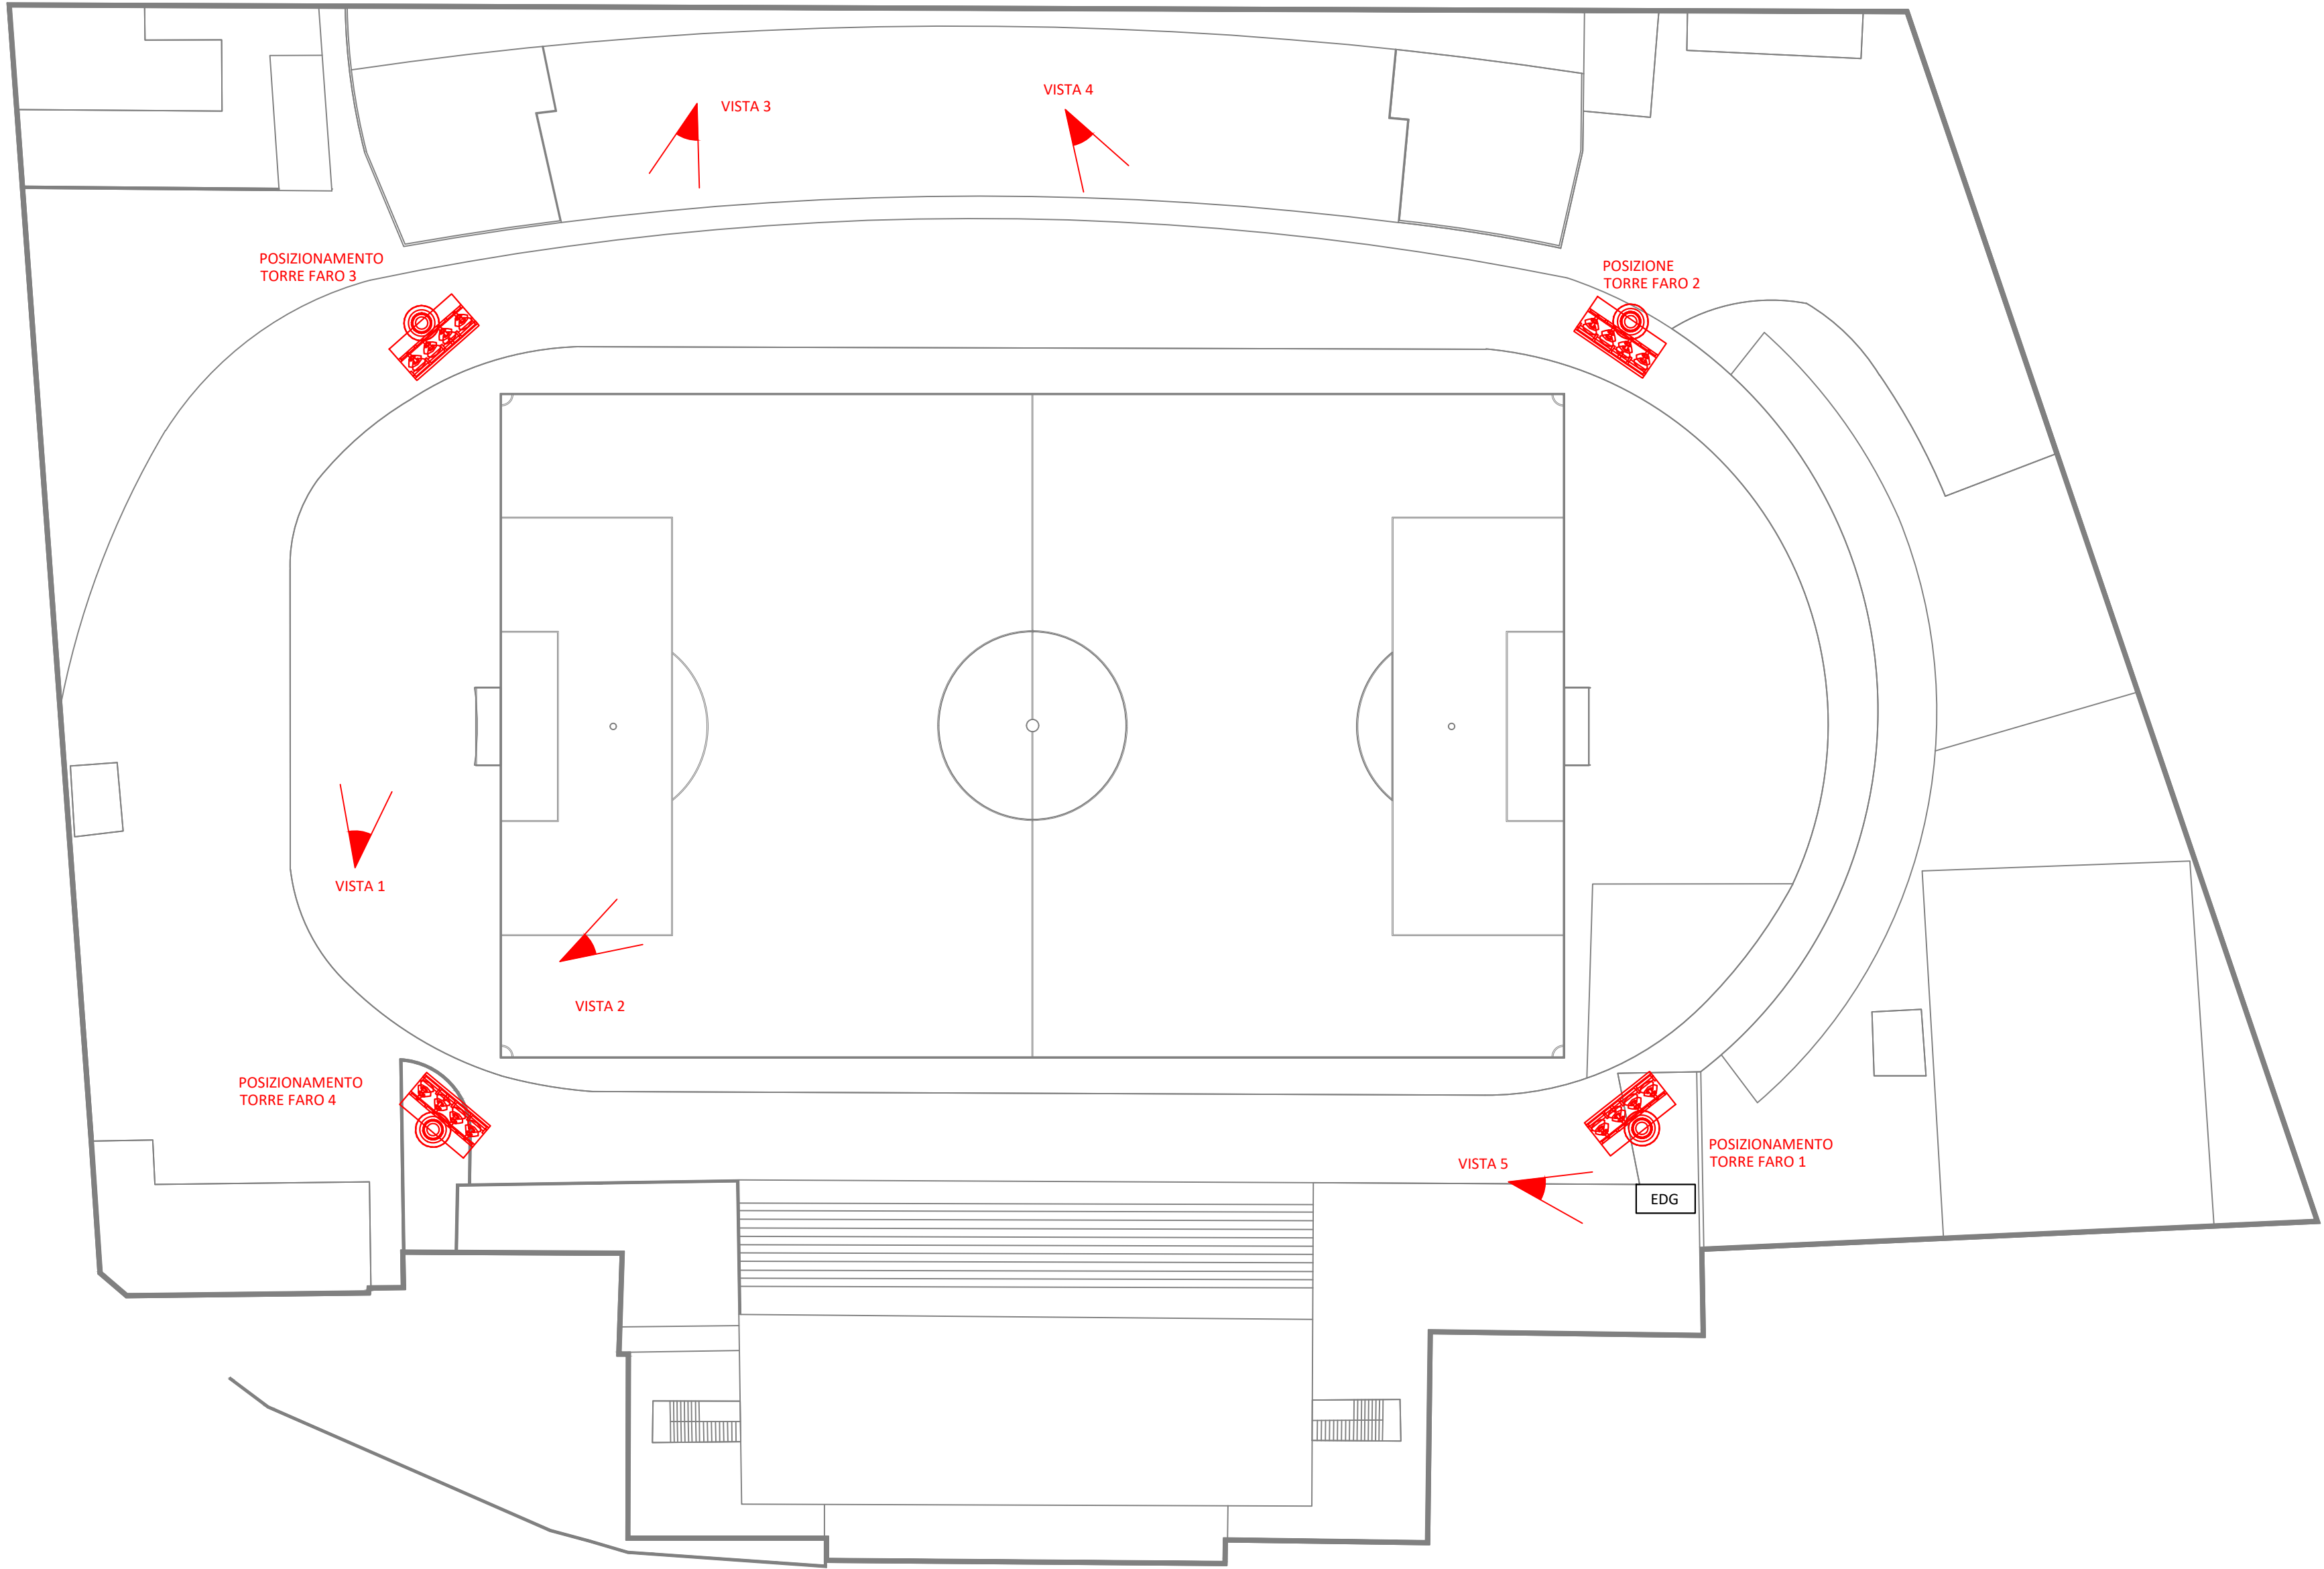 VISTA 4
VISTA 3
POSIZIONAMENTO
TORRE FARO 3
POSIZIONE
TORRE FARO 2
VISTA 1
VISTA 2
POSIZIONAMENTO
TORRE FARO 4
POSIZIONAMENTO
TORRE FARO 1
VISTA 5
EDG